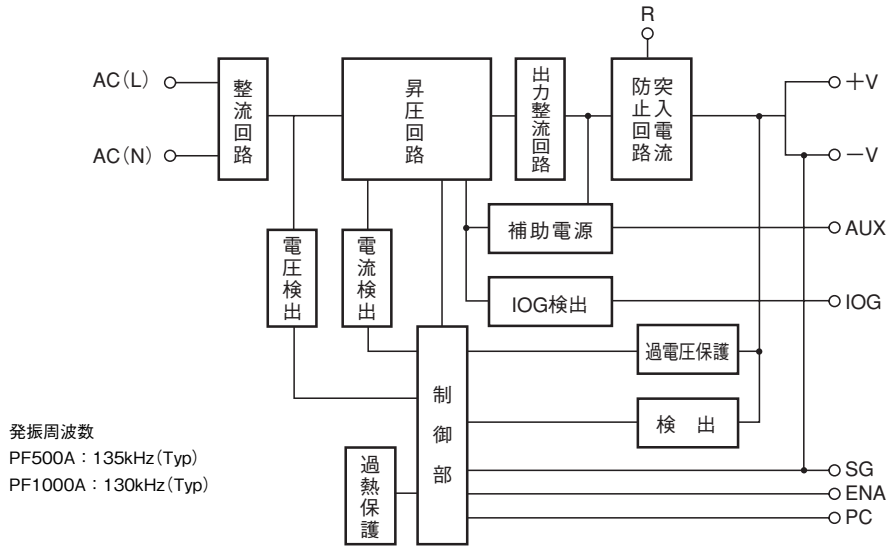 R
AC(L)
AC(N)
整流回路
昇圧回路
出力整流回路
突入電流
防止回路
＋V
－V
補助電源
AUX
電圧検出
電流検出
IOG検出
IOG
過電圧保護
制御部
検出
発振周波数
PF500A：135kHz(Typ)
PF1000A：130kHz(Typ)
過熱保護
SG
ENA
PC